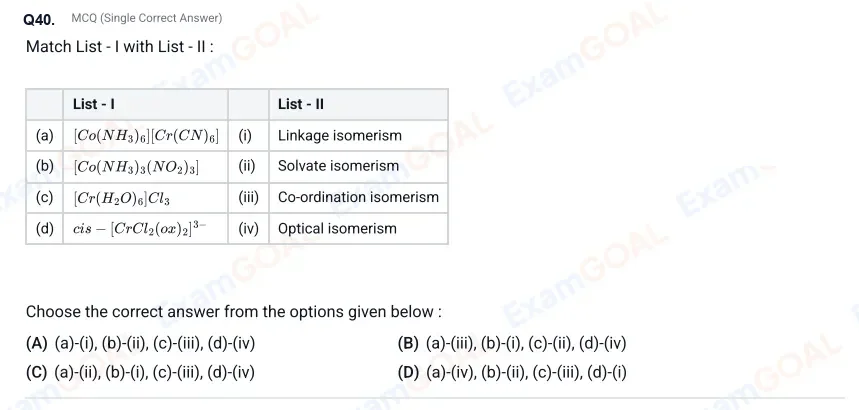 Q40. MCQ (Single Correct Answer)
Match List - I with List - II :
List - I List - II
(a) [Co(NH₃)₆][Cr(CN)₆] (i) Linkage isomerism
(b) [Co(NH₃)₃(NO₂)₃] (ii) Solvate isomerism
(c) [Cr(H₂O)₆]Cl₃ (iii) Co-ordination isomerism
(d) cis − [CrCl₂(ox)₂]³⁻ (iv) Optical isomerism
Choose the correct answer from the options given below :
(A) (a)-(i), (b)-(ii), (c)-(iii), (d)-(iv) (B) (a)-(iii), (b)-(i), (c)-(ii), (d)-(iv)
(C) (a)-(ii), (b)-(i), (c)-(iii), (d)-(iv) (D) (a)-(iv), (b)-(ii), (c)-(iii), (d)-(i)
ExamGOAL